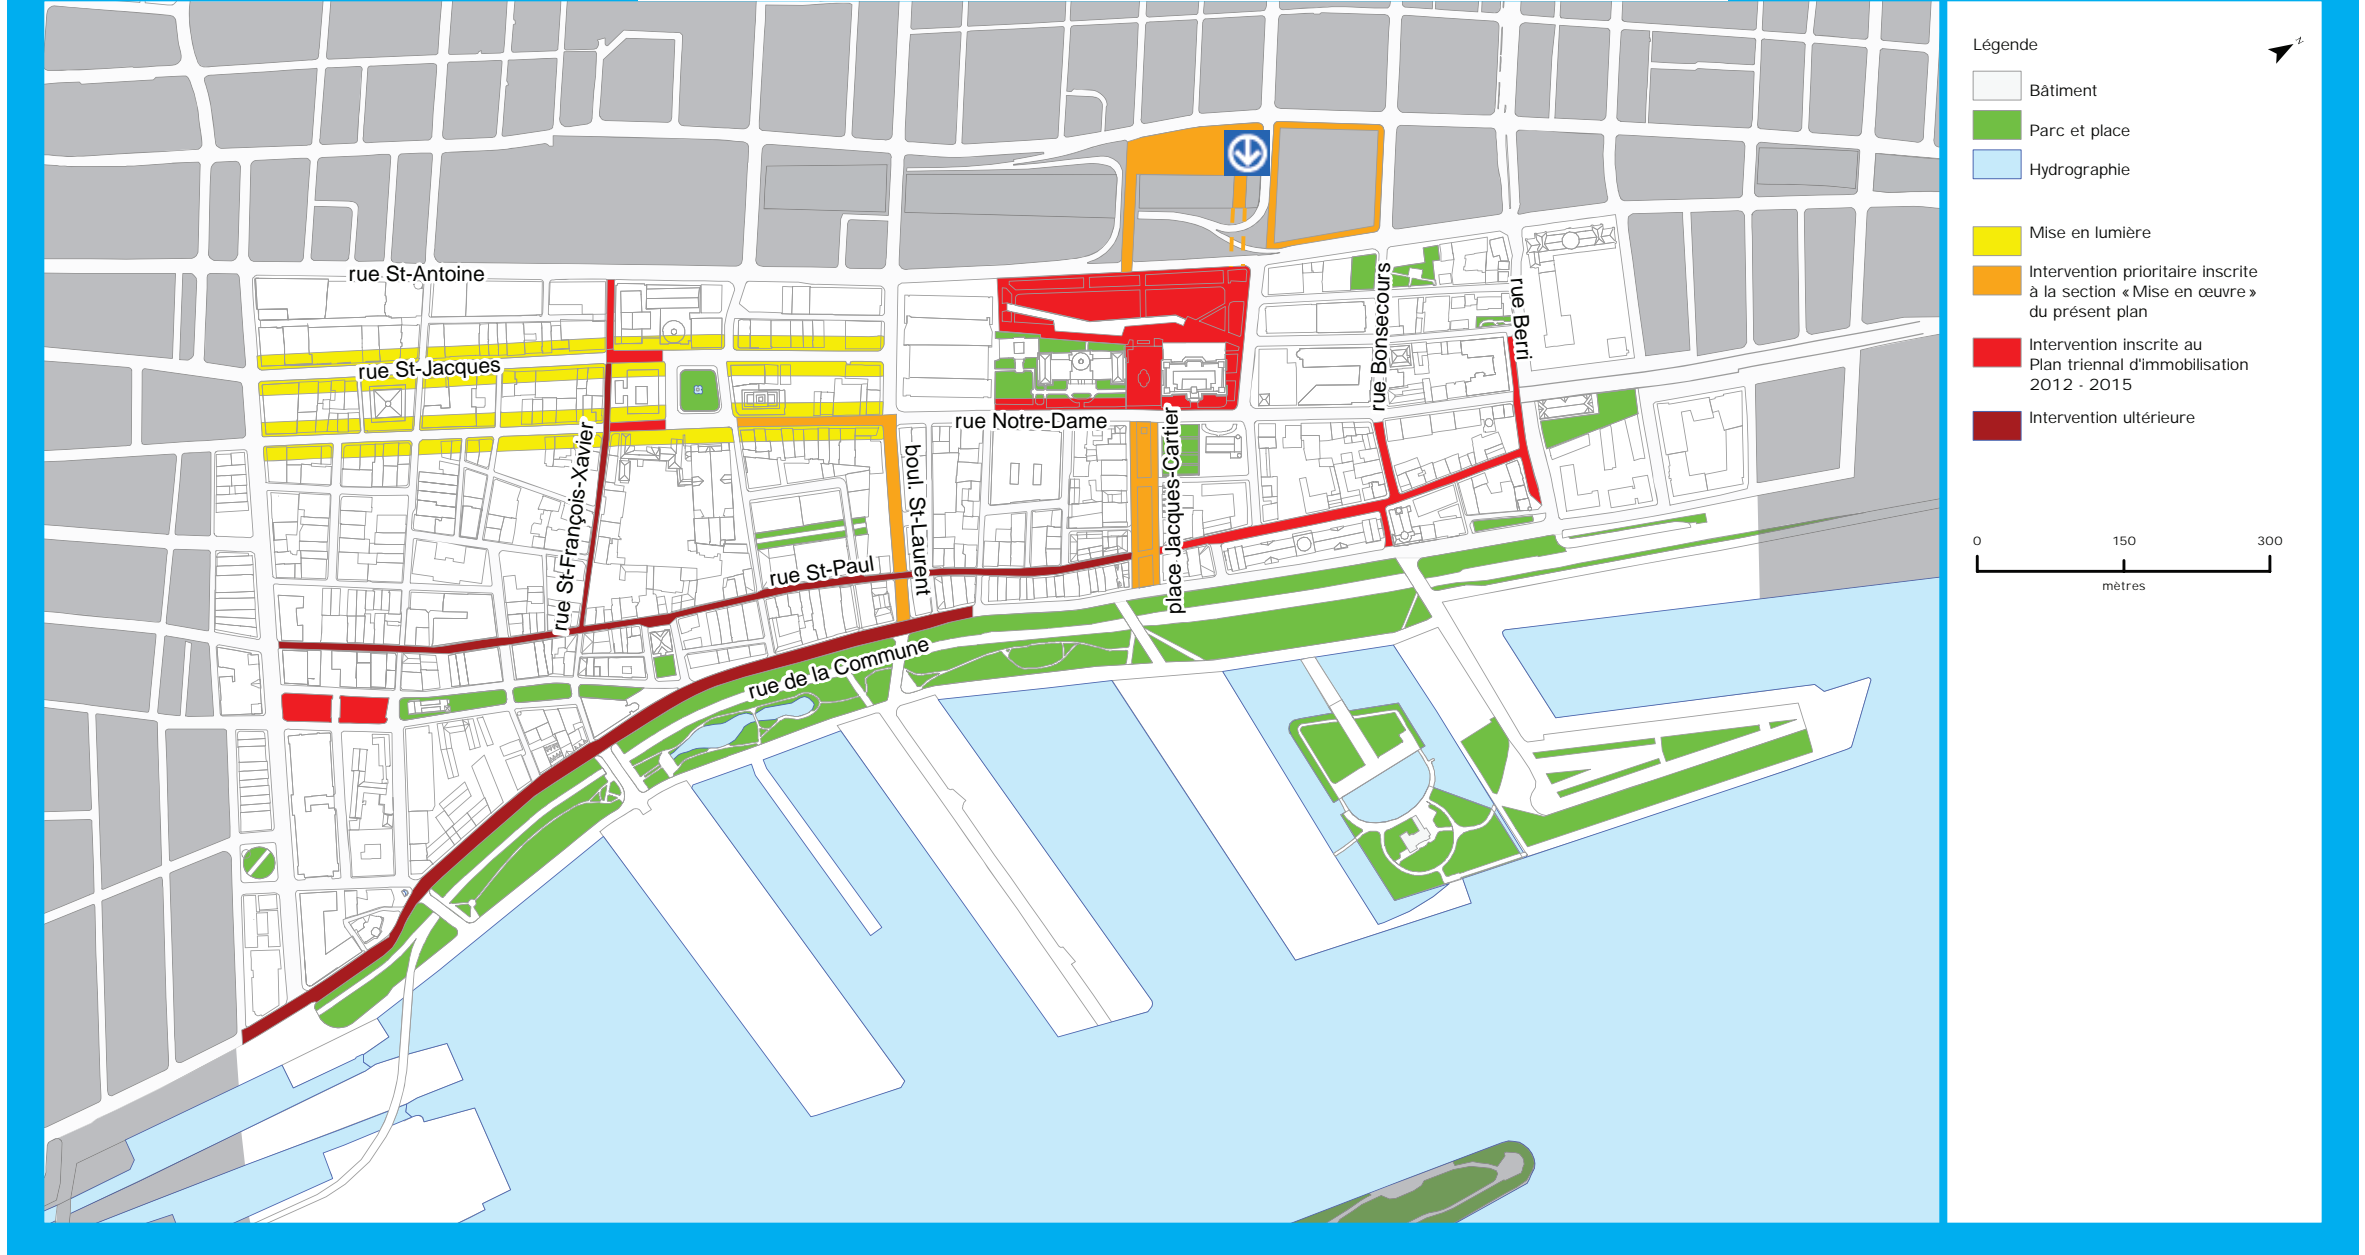 rue St-Antoine
rue St-Jacques
rue St-François-Xavier
rue Notre-Dame
boul. St-Laurent
place Jacques-Cartier
rue Bonsecours
rue Berri
rue St-Paul
rue de la Commune
Légende
N
Bâtiment
Parc et place
Hydrographie
Mise en lumière
Intervention prioritaire inscrite
à la section « Mise en œuvre »
du présent plan
Intervention inscrite au
Plan triennal d'immobilisation
2012 - 2015
Intervention ultérieure
0 150 300
mètres